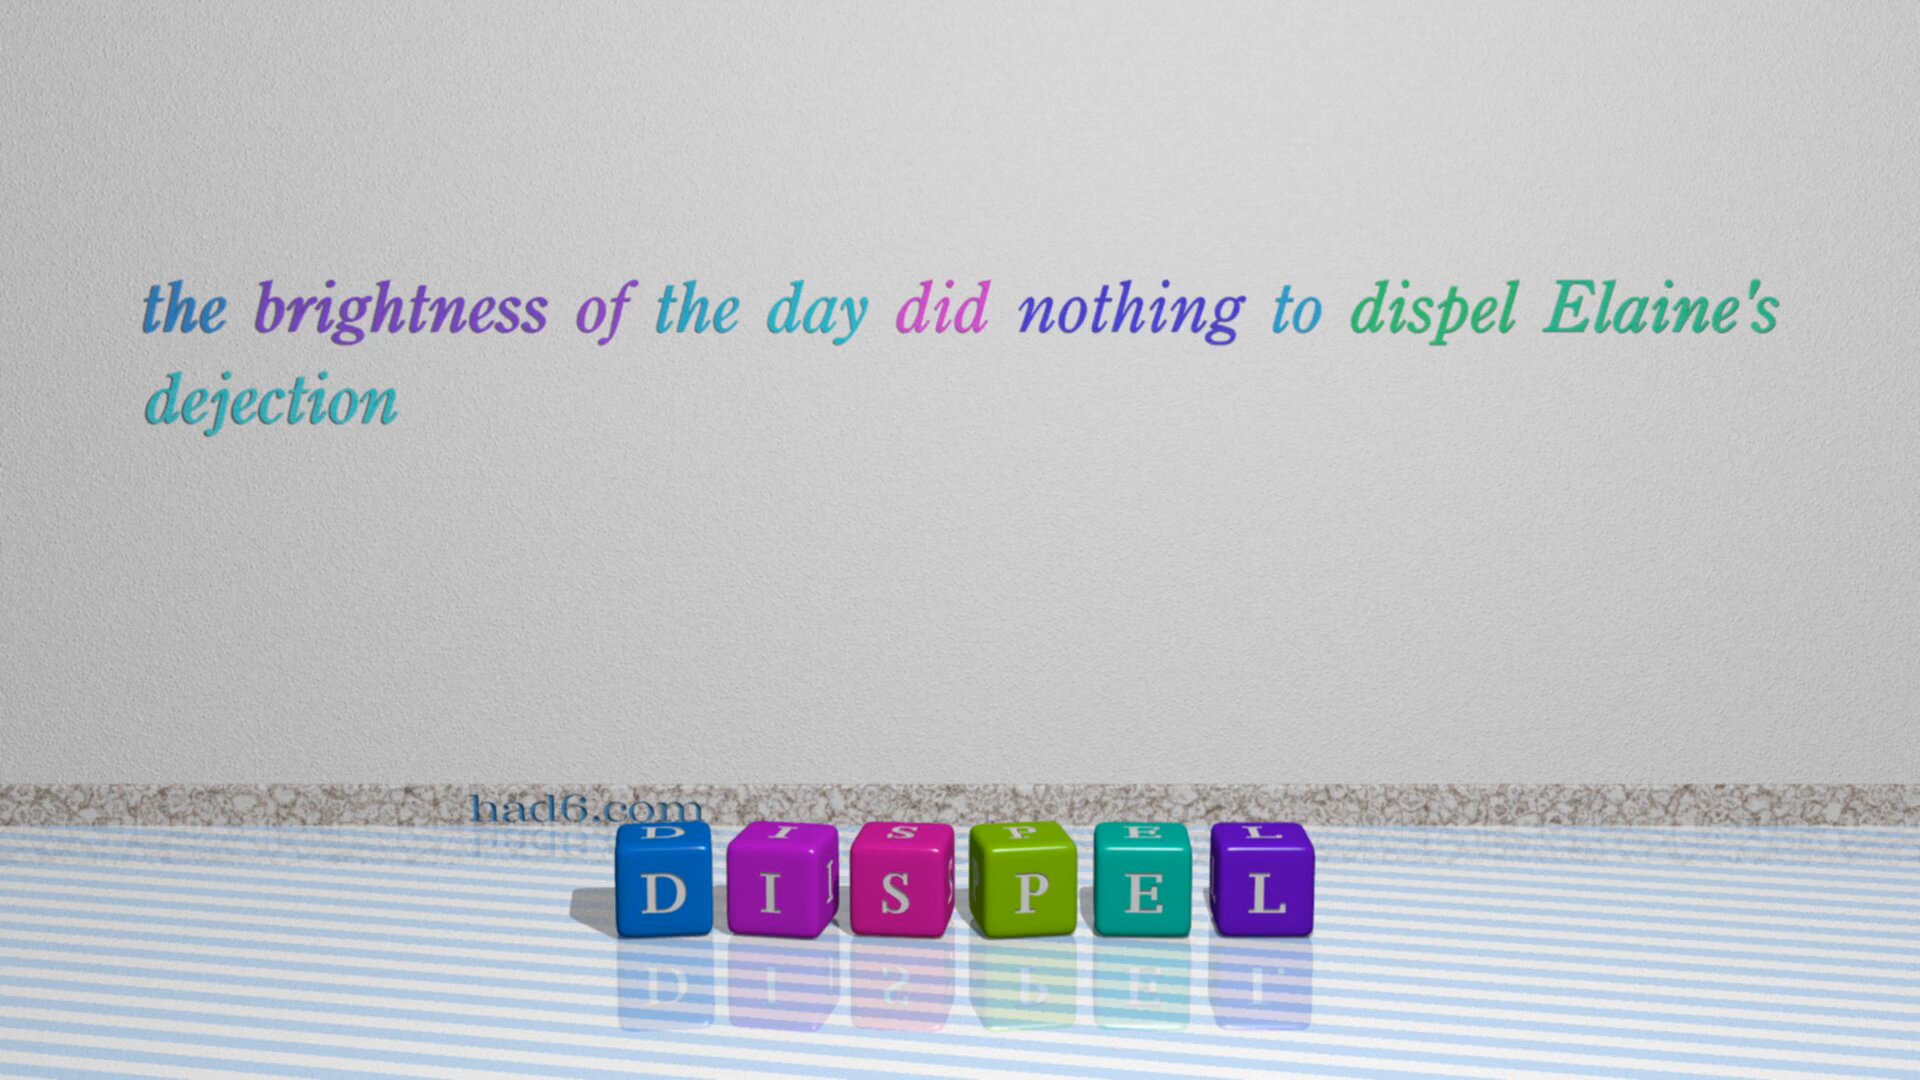 the brightness of the day did nothing to dispel Elaine's
dejection
had6.com
DISPEL